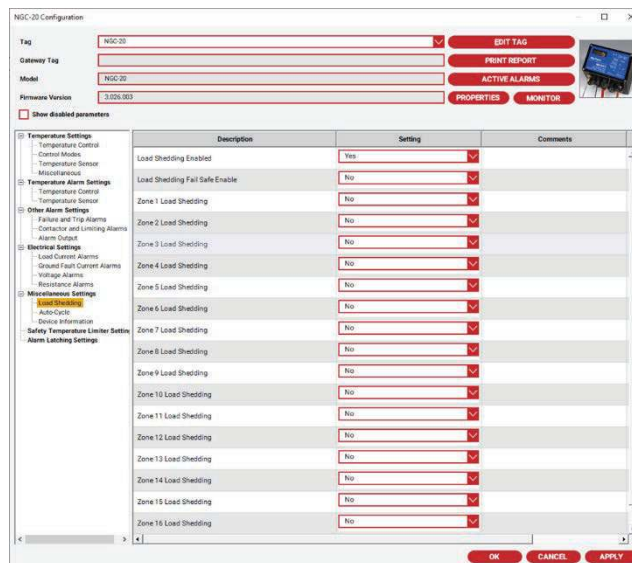 NGC-20 Configuration
Tag NGC-20 EDIT TAG
Gateway Tag PRINT REPORT
Model NGC-20 ACTIVE ALARMS
Firmware Version 3.026.003 PROPERTIES MONITOR
Show disabled parameters
Temperature Settings
Temperature Control
Control Modes
Temperature Sensor
Miscellaneous
Temperature Alarm Settings
Temperature Control
Temperature Sensor
Other Alarm Settings
Failure and Trip Alarms
Contactor and Limiting Alarms
Alarm Output
Electrical Settings
Load Current Alarms
Ground Fault Current Alarms
Voltage Alarms
Resistance Alarms
Miscellaneous Settings
Load Shedding
Auto-Cycle
Device Information
Safety Temperature Limiter Settin
Alarm Latching Settings
Description Setting Comments
Load Shedding Enabled Yes
Load Shedding Fail Safe Enable No
Zone 1 Load Shedding No
Zone 2 Load Shedding No
Zone 3 Load Shedding No
Zone 4 Load Shedding No
Zone 5 Load Shedding No
Zone 6 Load Shedding No
Zone 7 Load Shedding No
Zone 8 Load Shedding No
Zone 9 Load Shedding No
Zone 10 Load Shedding No
Zone 11 Load Shedding No
Zone 12 Load Shedding No
Zone 13 Load Shedding No
Zone 14 Load Shedding No
Zone 15 Load Shedding No
Zone 16 Load Shedding No
OK CANCEL APPLY